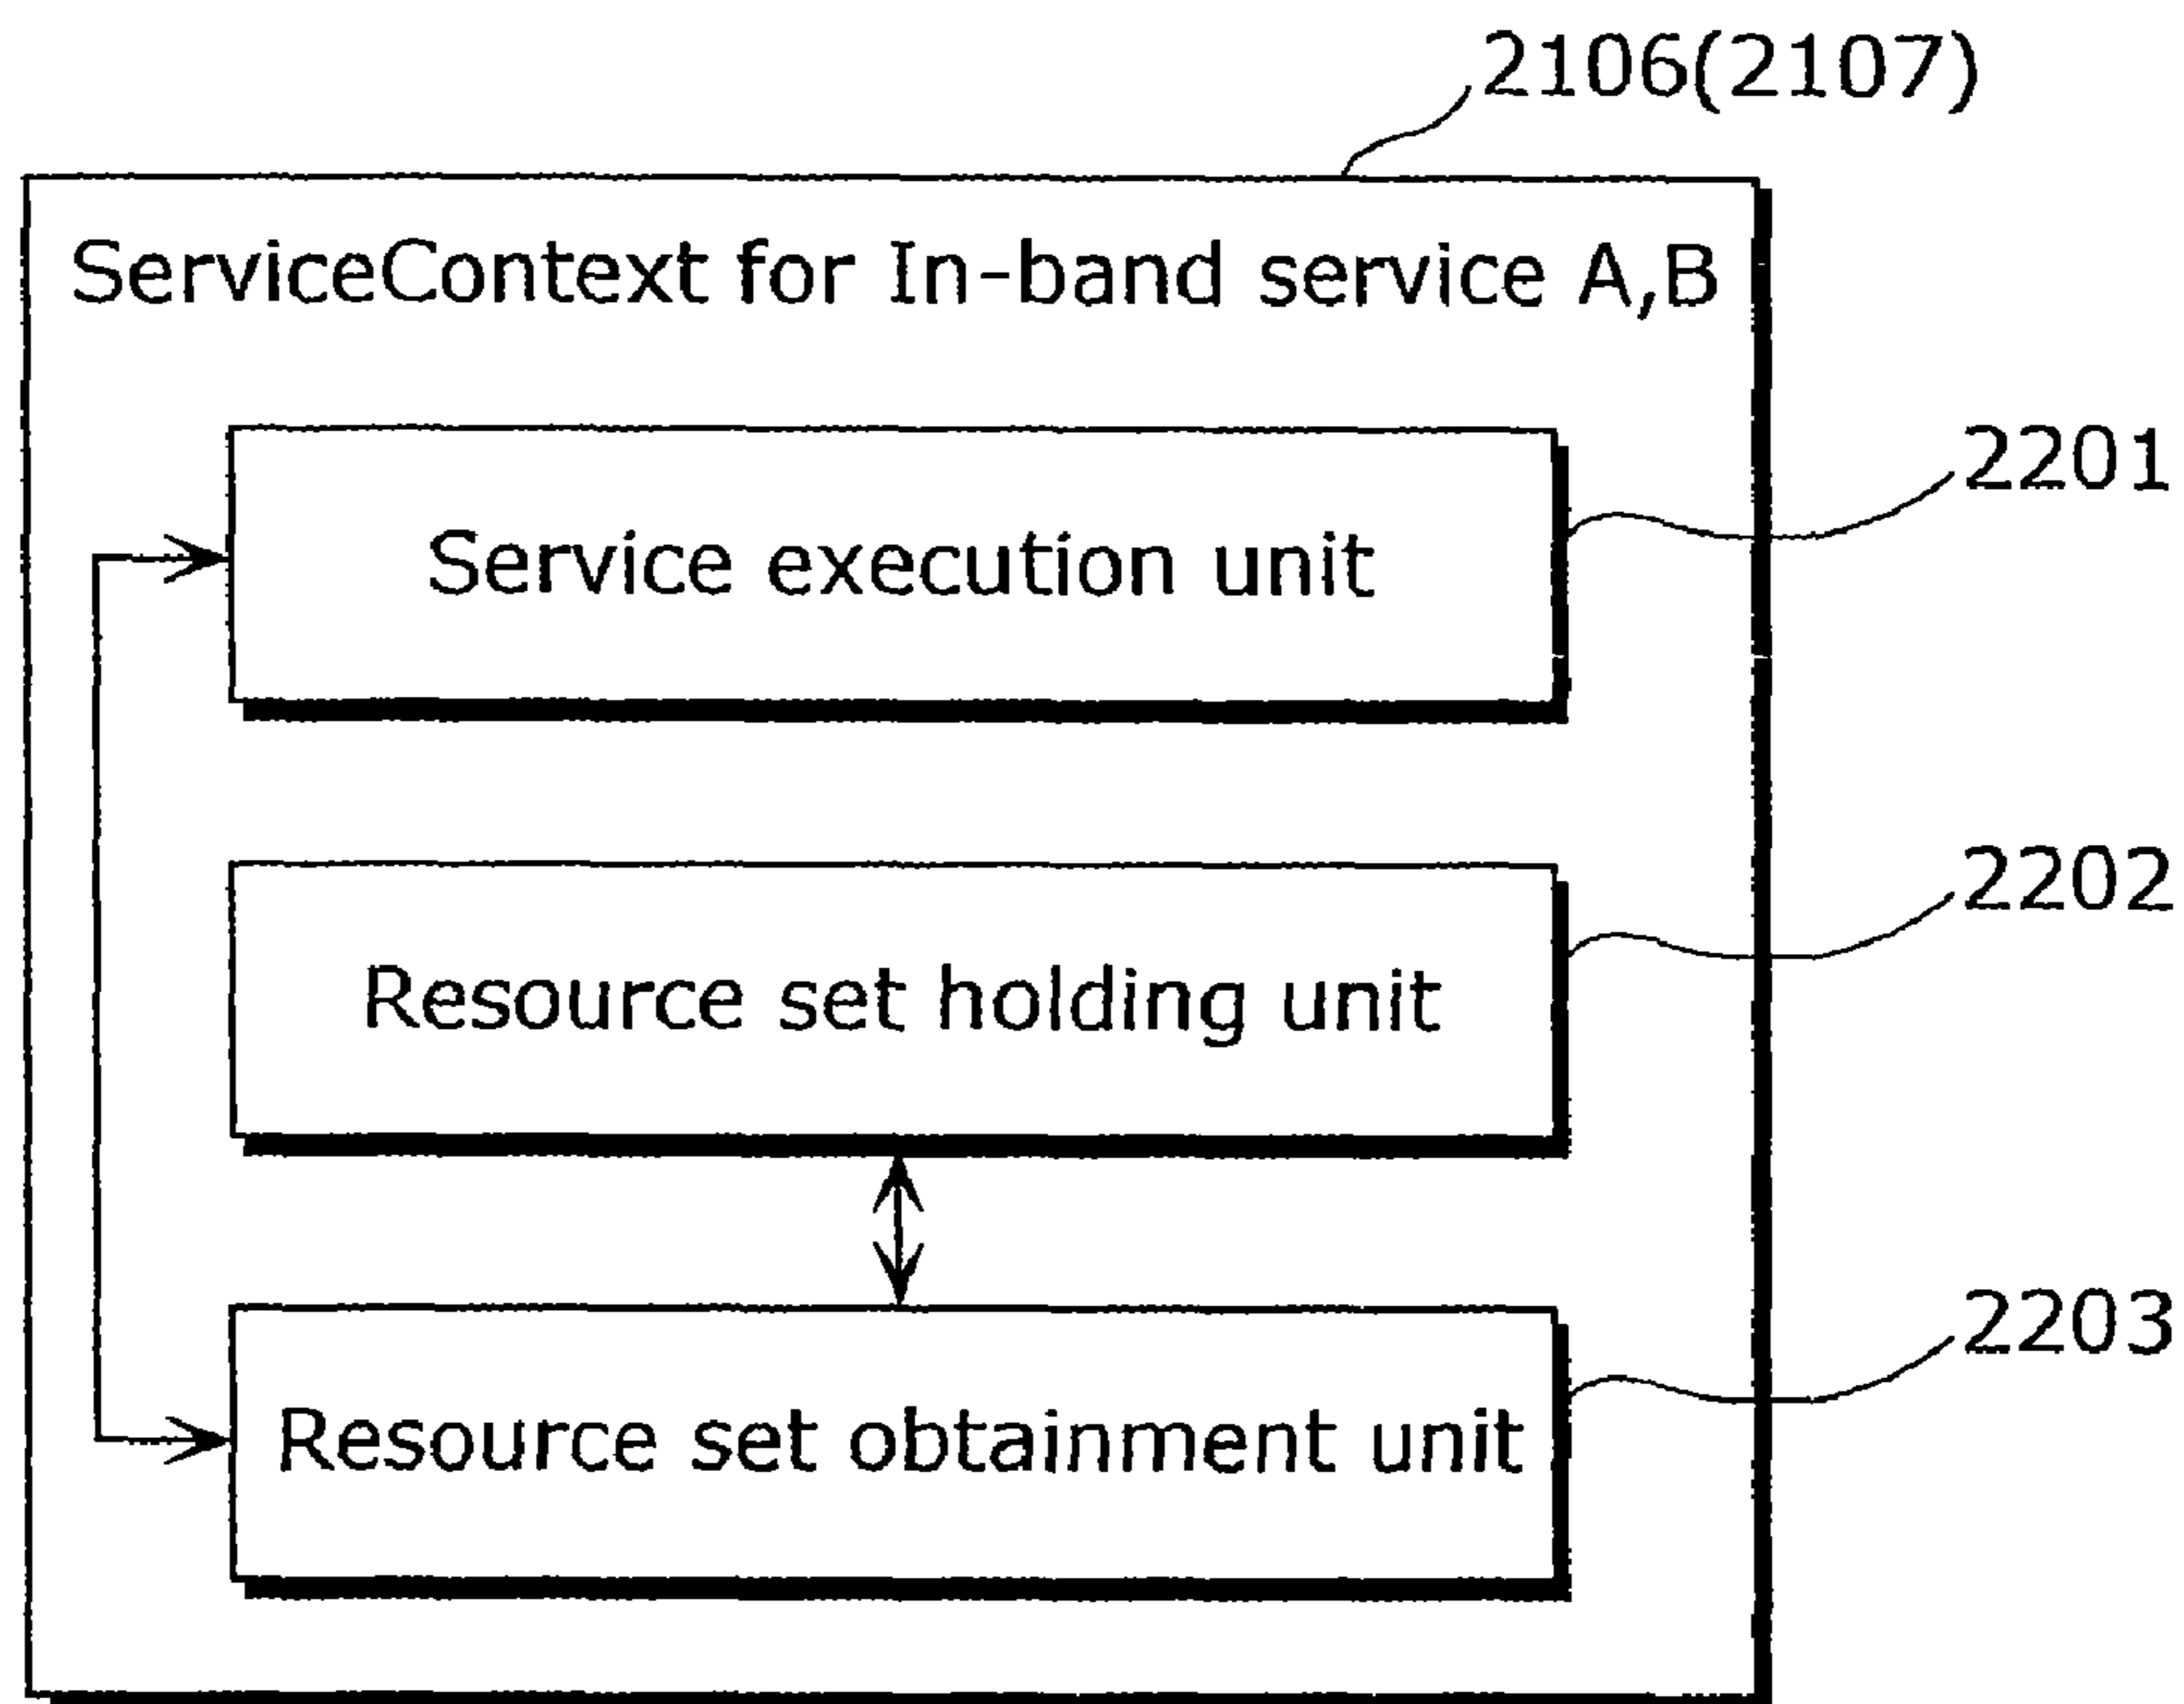 2106(2107)
ServiceContext for In-band service A,B
2201
Service execution unit
2202
Resource set holding unit
2203
Resource set obtainment unit